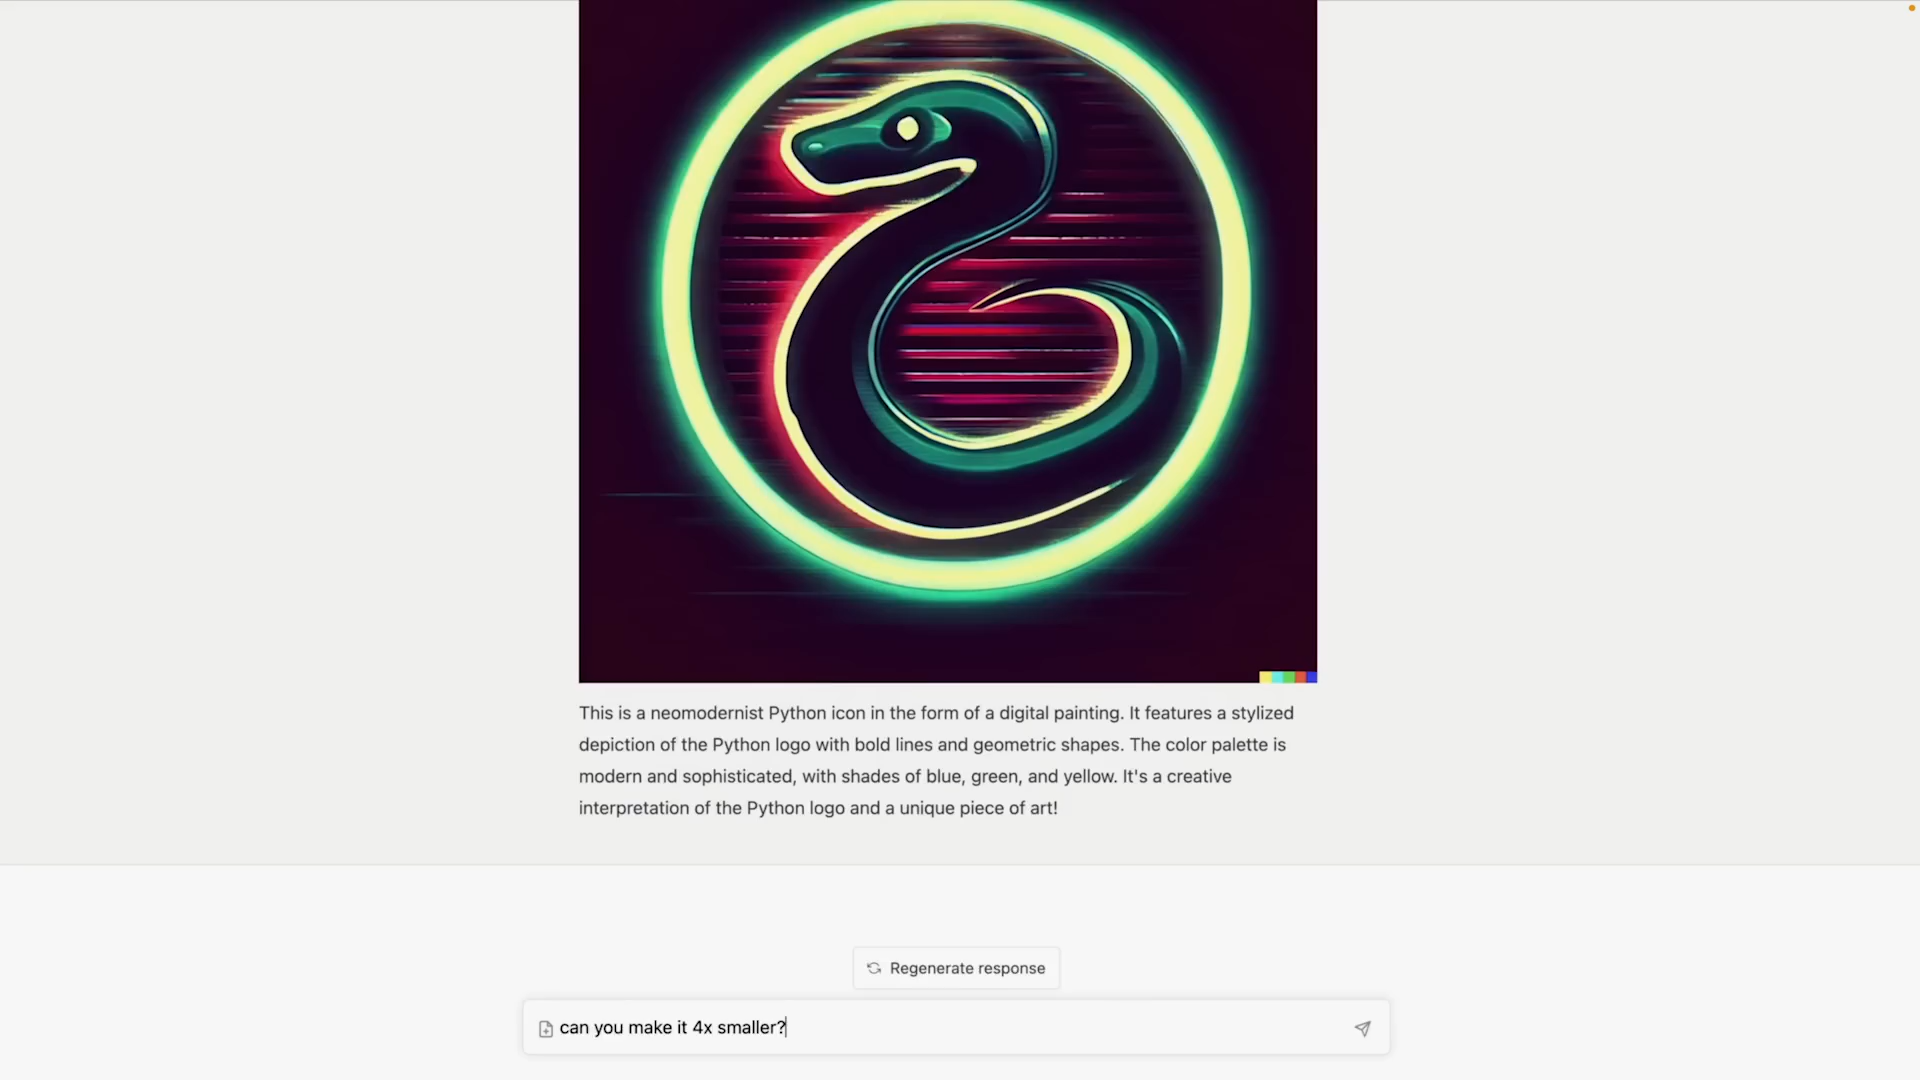 This is a neomodernist Python icon in the form of a digital painting. It features a stylized
depiction of the Python logo with bold lines and geometric shapes. The color palette is
modern and sophisticated, with shades of blue, green, and yellow. It's a creative
interpretation of the Python logo and a unique piece of art!
Regenerate response
can you make it 4x smaller?